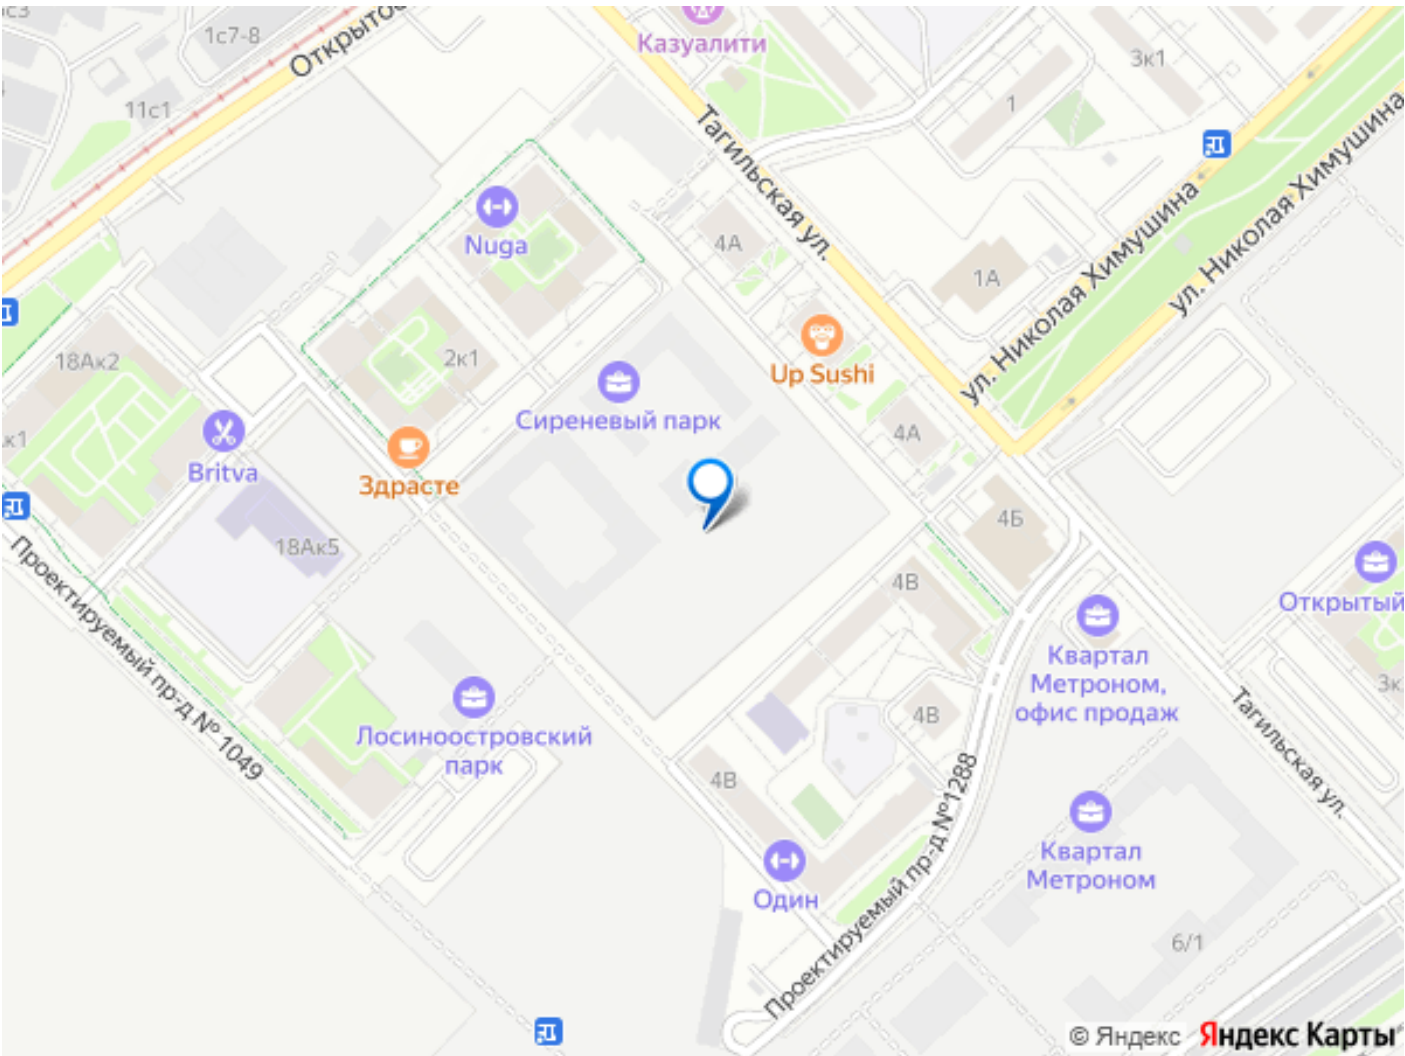 1с7-8
Открытое
Казуалити
3к1
11с1
1
Тагильская ул.
ул. Николая Химушина
ул. Николая Химушина
Nuga
4А
1А
18Ак2
2к1
Up Sushi
Сиреневый парк
4А
Britva
Здрасте
18Ак5
4Б
Проектируемый пр-д № 1049
4В
Открытый
Квартал
Метроном,
офис продаж
3к
Лосиноостровский
парк
4В
Тагильская ул.
4В
Проектируемый пр-д №1288
Квартал
Метроном
Один
6/1
© Яндекс Яндекс Карты